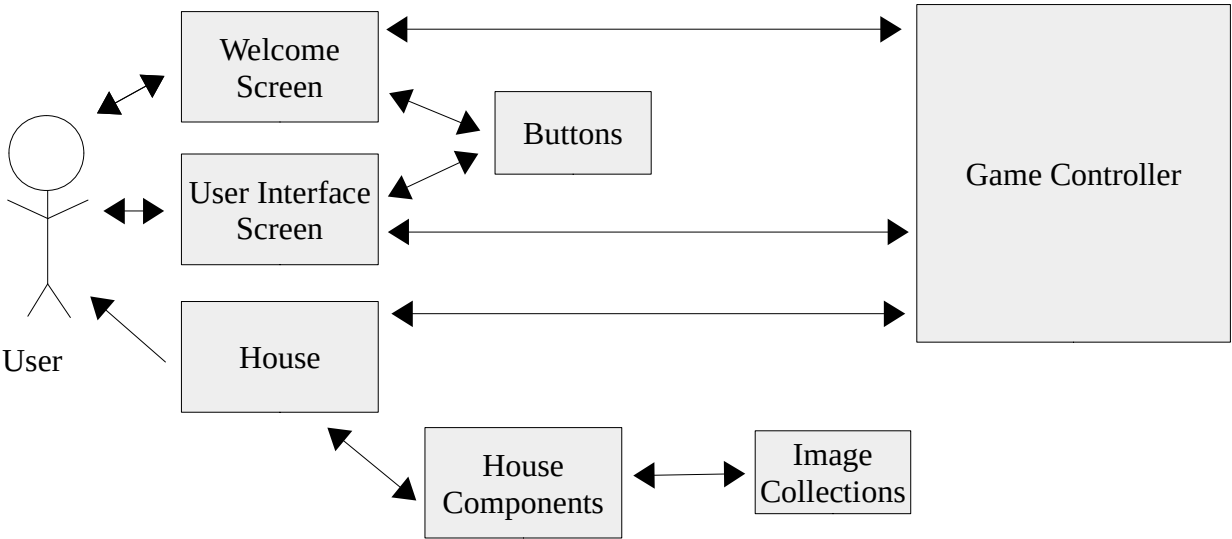 Welcome
Screen
Buttons
User Interface
Screen
Game Controller
User
House
House
Components
Image
Collections